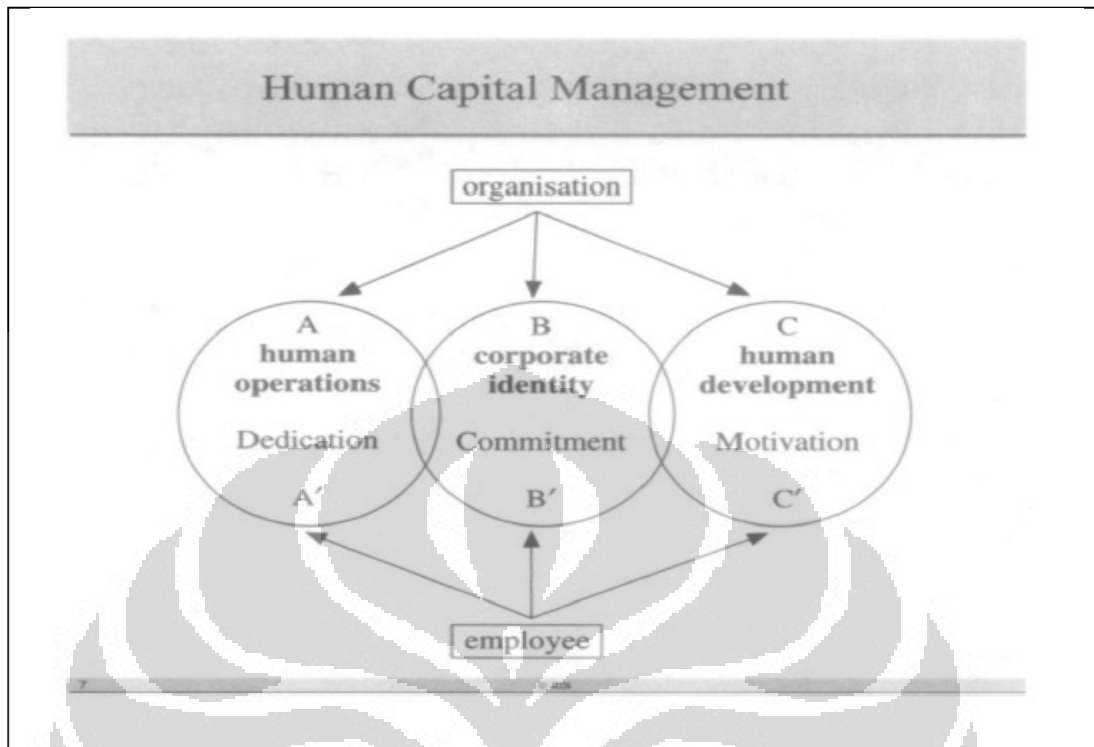 Human Capital Management
organisation
A
human
operations
Dedication
A′
B
corporate
identity
Commitment
B′
C
human
development
Motivation
C′
employee
7